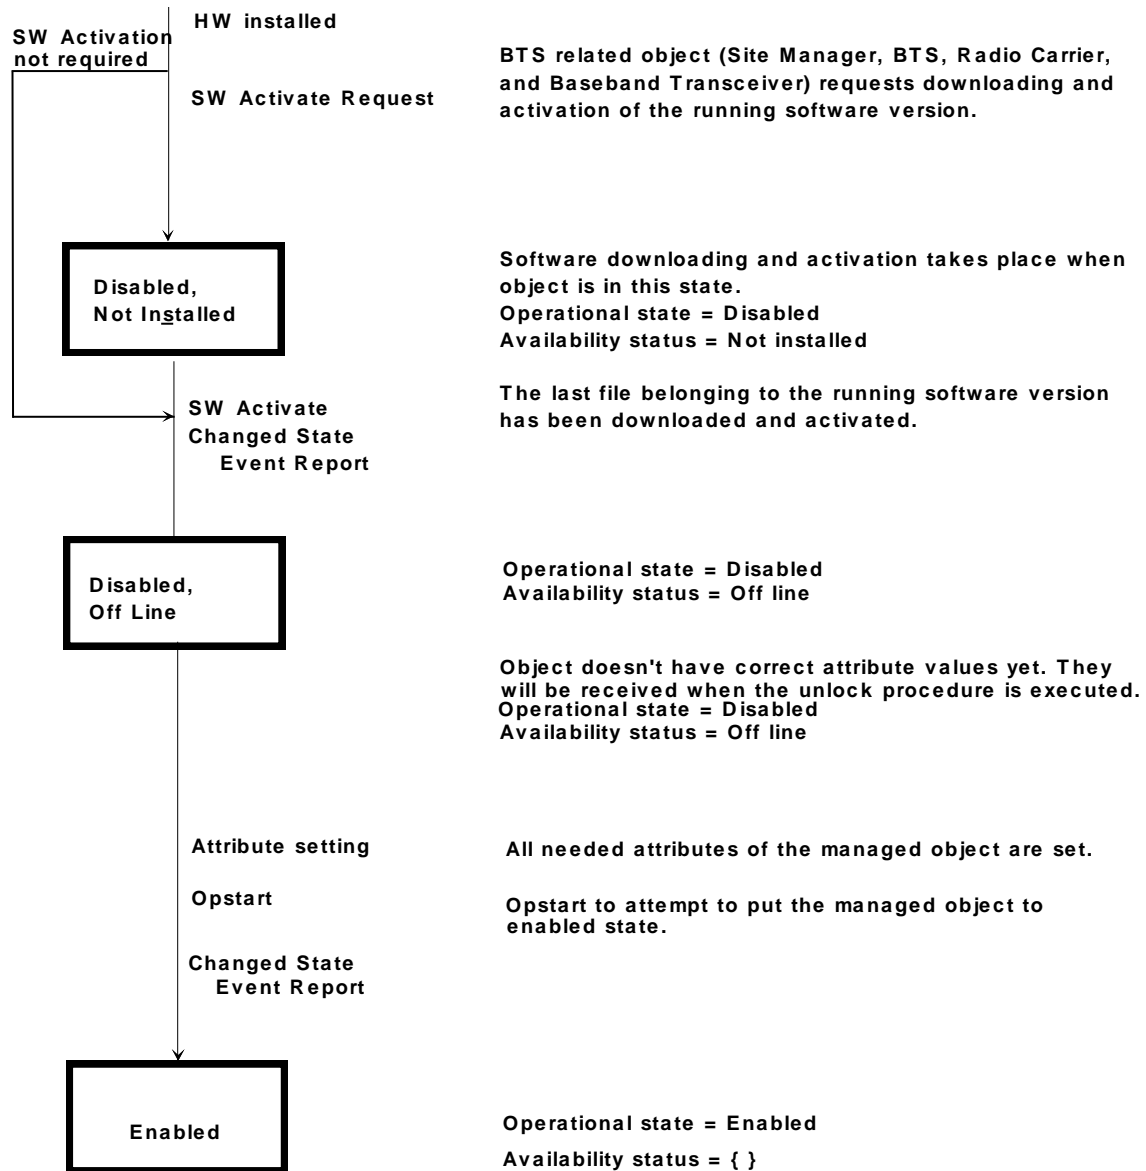 HW installed
SW Activation
not required
BTS related object (Site Manager, BTS, Radio Carrier,
and Baseband Transceiver) requests downloading and
activation of the running software version.
SW Activate Request
Disabled,
Not Installed
Software downloading and activation takes place when
object is in this state.
Operational state = Disabled
Availability status = Not installed
SW Activate
Changed State
Event Report
The last file belonging to the running software version
has been downloaded and activated.
Disabled,
Off Line
Operational state = Disabled
Availability status = Off line
Object doesn't have correct attribute values yet. They
will be received when the unlock procedure is executed.
Operational state = Disabled
Availability status = Off line
Attribute setting
All needed attributes of the managed object are set.
Opstart
Opstart to attempt to put the managed object to
enabled state.
Changed State
Event Report
Enabled
Operational state = Enabled
Availability status = { }